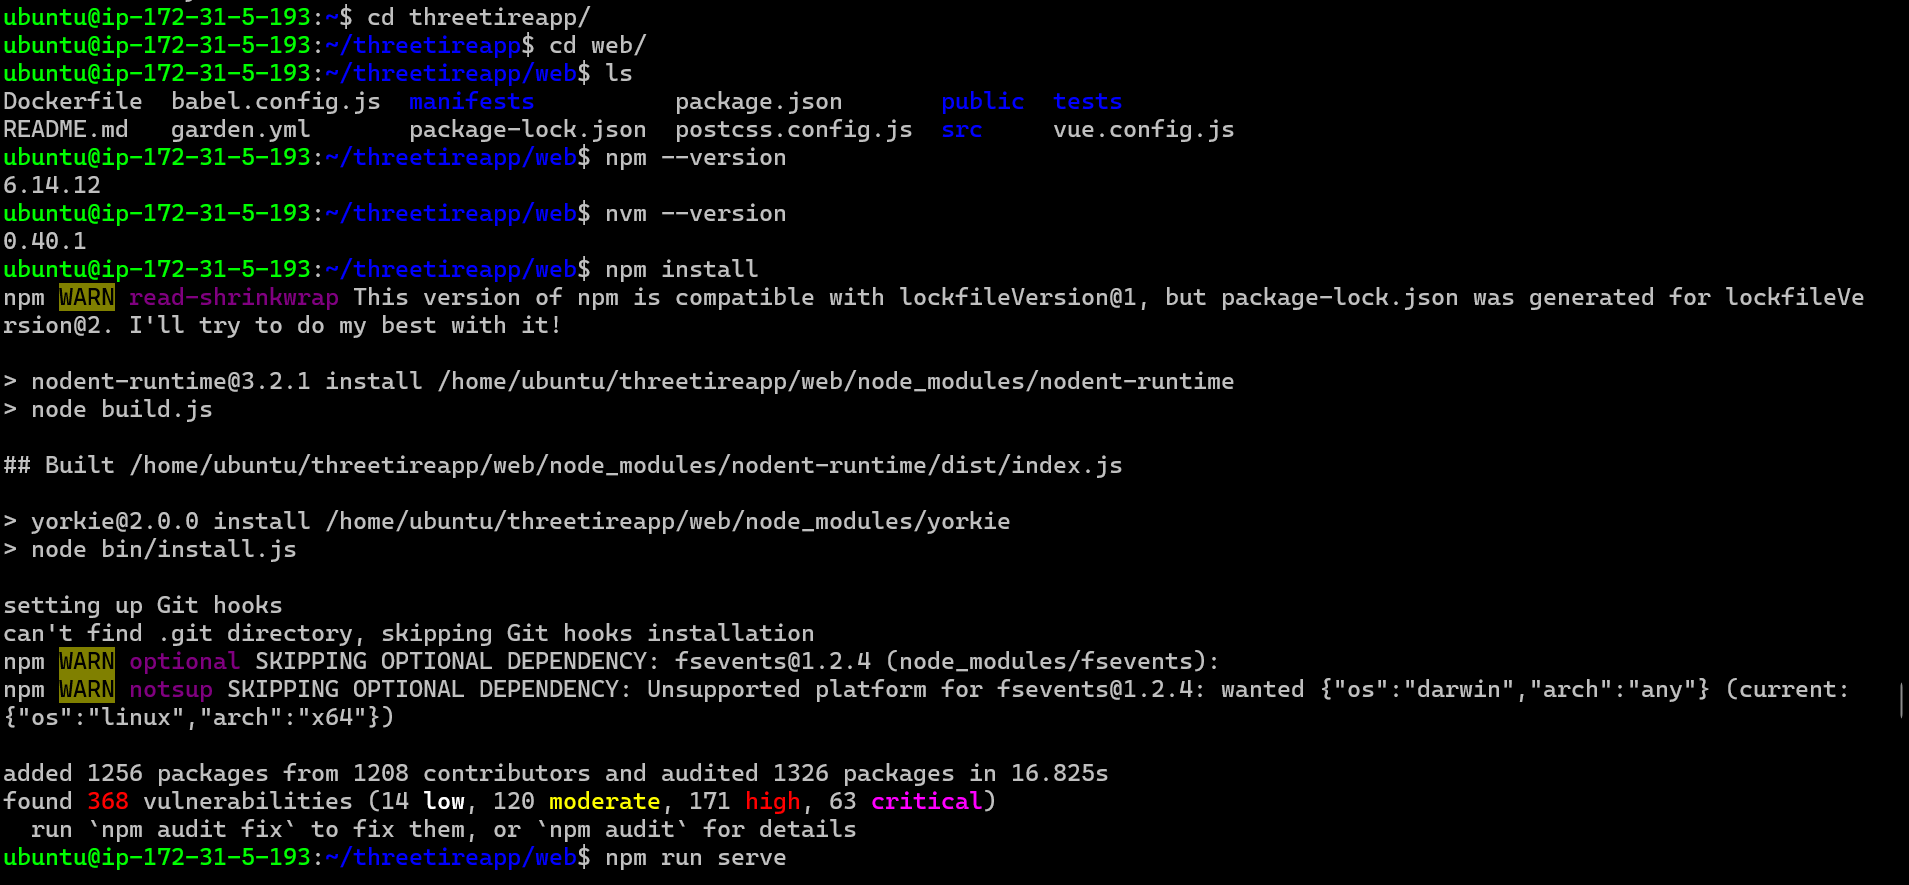 ubuntu@ip-172-31-5-193:~$ cd threetireapp/
ubuntu@ip-172-31-5-193:~/threetireapp$ cd web/
ubuntu@ip-172-31-5-193:~/threetireapp/web$ ls
Dockerfile  babel.config.js  manifests          package.json       public  tests
README.md   garden.yml       package-lock.json  postcss.config.js  src     vue.config.js
ubuntu@ip-172-31-5-193:~/threetireapp/web$ npm --version
6.14.12
ubuntu@ip-172-31-5-193:~/threetireapp/web$ nvm --version
0.40.1
ubuntu@ip-172-31-5-193:~/threetireapp/web$ npm install
npm WARN read-shrinkwrap This version of npm is compatible with lockfileVersion@1, but package-lock.json was generated for lockfileVe
rsion@2. I'll try to do my best with it!

> nodent-runtime@3.2.1 install /home/ubuntu/threetireapp/web/node_modules/nodent-runtime
> node build.js

## Built /home/ubuntu/threetireapp/web/node_modules/nodent-runtime/dist/index.js

> yorkie@2.0.0 install /home/ubuntu/threetireapp/web/node_modules/yorkie
> node bin/install.js

setting up Git hooks
can't find .git directory, skipping Git hooks installation
npm WARN optional SKIPPING OPTIONAL DEPENDENCY: fsevents@1.2.4 (node_modules/fsevents):
npm WARN notsup SKIPPING OPTIONAL DEPENDENCY: Unsupported platform for fsevents@1.2.4: wanted {"os":"darwin","arch":"any"} (current:
{"os":"linux","arch":"x64"})

added 1256 packages from 1208 contributors and audited 1326 packages in 16.825s
found 368 vulnerabilities (14 low, 120 moderate, 171 high, 63 critical)
  run `npm audit fix` to fix them, or `npm audit` for details
ubuntu@ip-172-31-5-193:~/threetireapp/web$ npm run serve